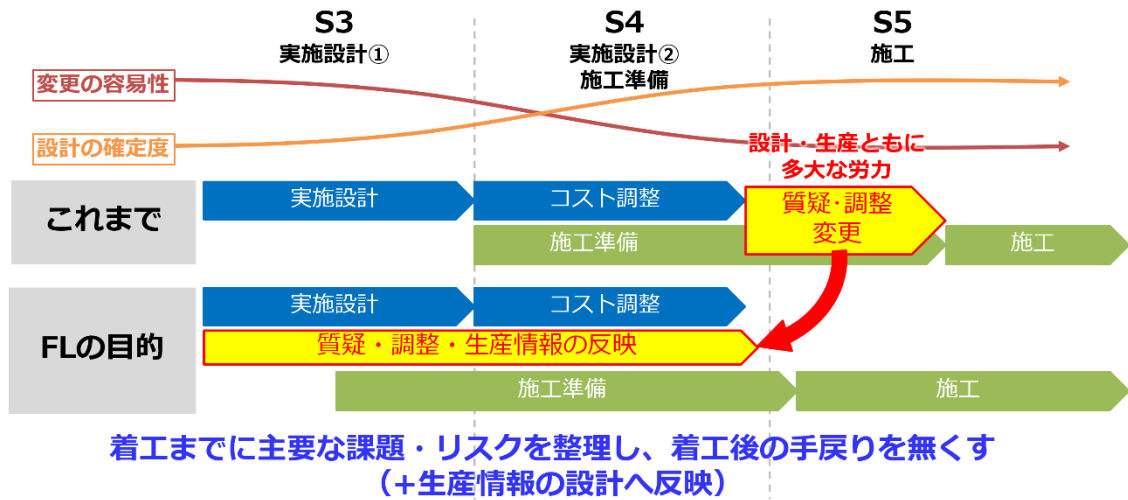 S3
実施設計①
S4
実施設計②
施工準備
S5
施工
変更の容易性
設計の確定度
設計・生産ともに
多大な労力
これまで
実施設計
コスト調整
質疑・調整
変更
施工準備
施工
FLの目的
実施設計
コスト調整
質疑・調整・生産情報の反映
施工準備
施工
着工までに主要な課題・リスクを整理し、着工後の手戻りを無くす
（+生産情報の設計へ反映）